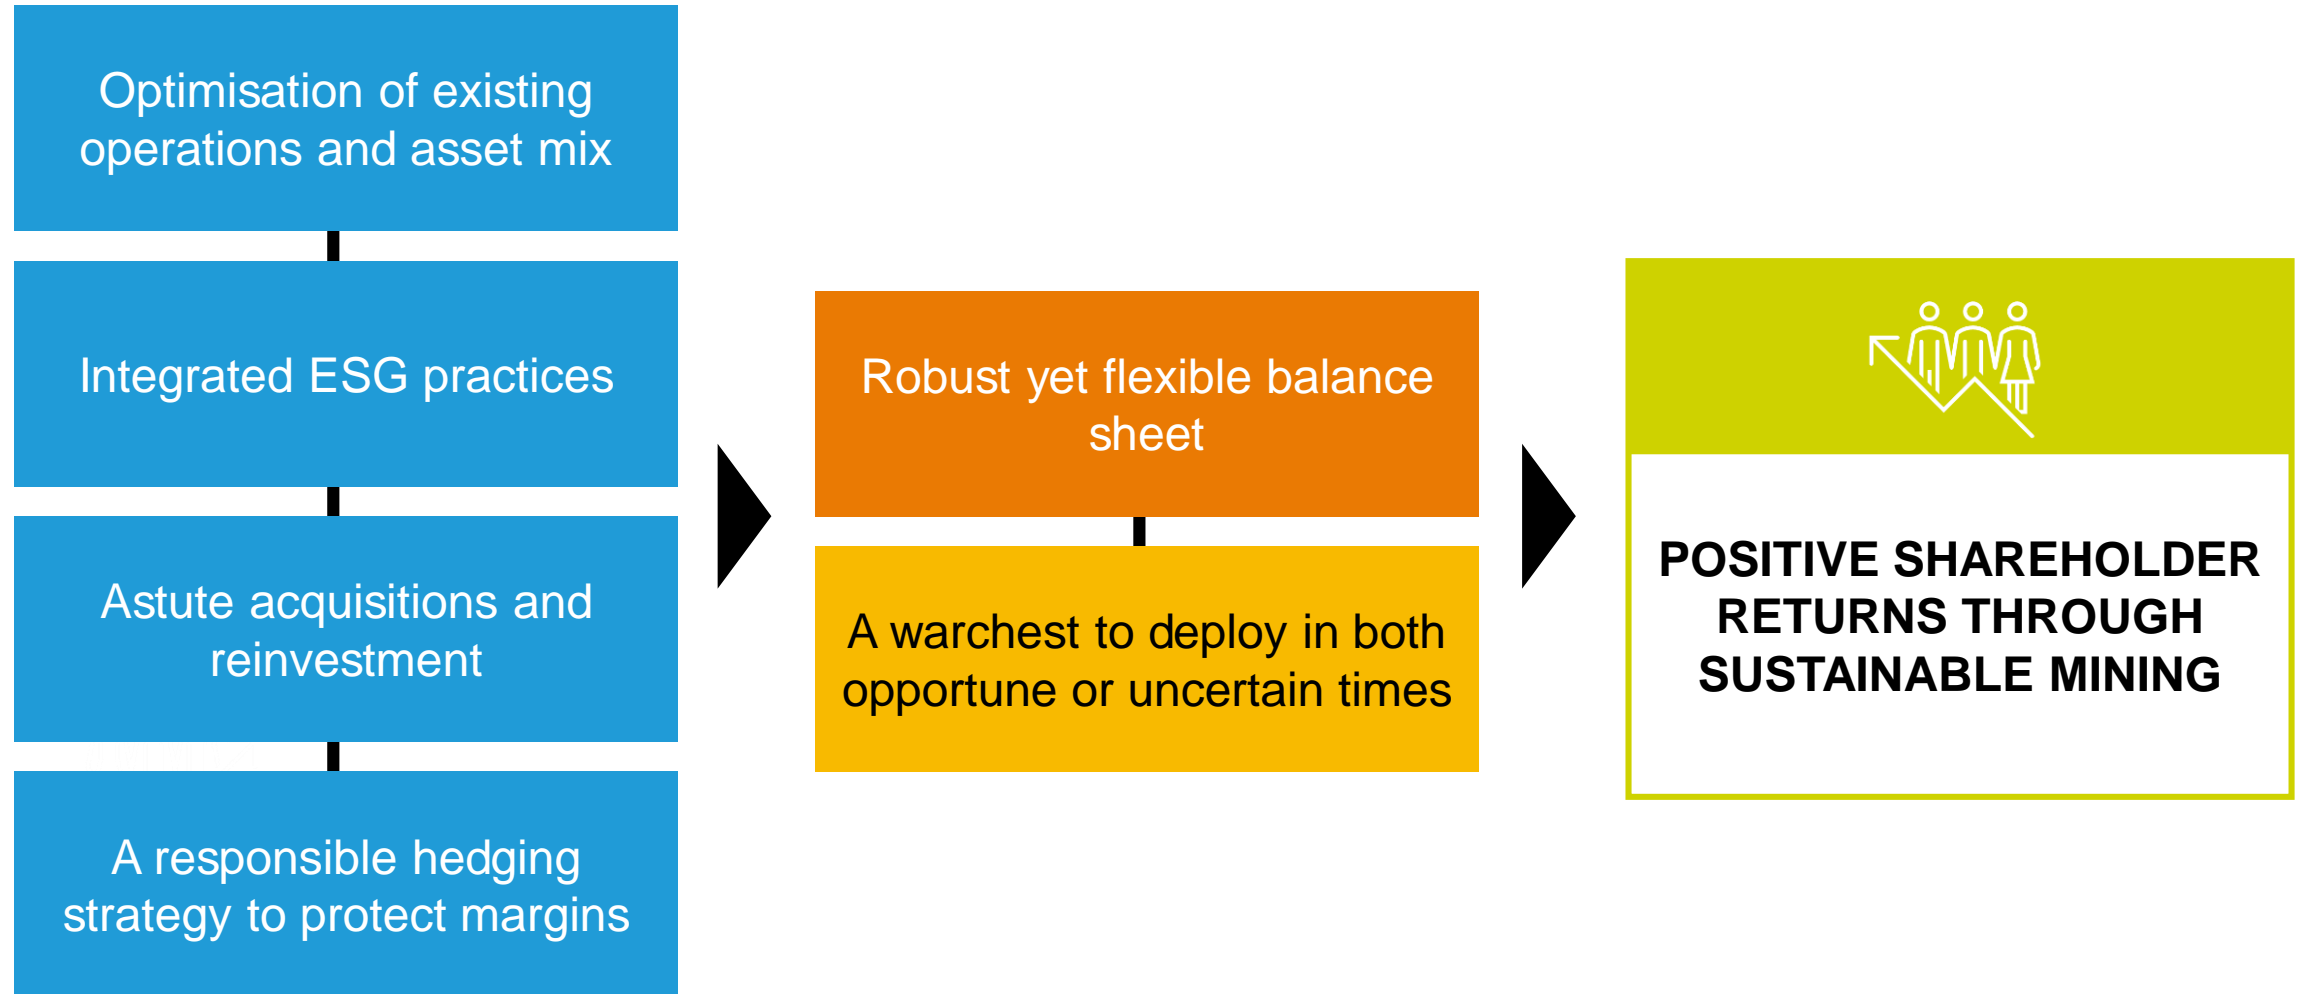 Optimisation of existing
operations and asset mix
Integrated ESG practices
Astute acquisitions and
reinvestment
A responsible hedging
strategy to protect margins
Robust yet flexible balance
sheet
A warchest to deploy in both
opportune or uncertain times
POSITIVE SHAREHOLDER
RETURNS THROUGH
SUSTAINABLE MINING